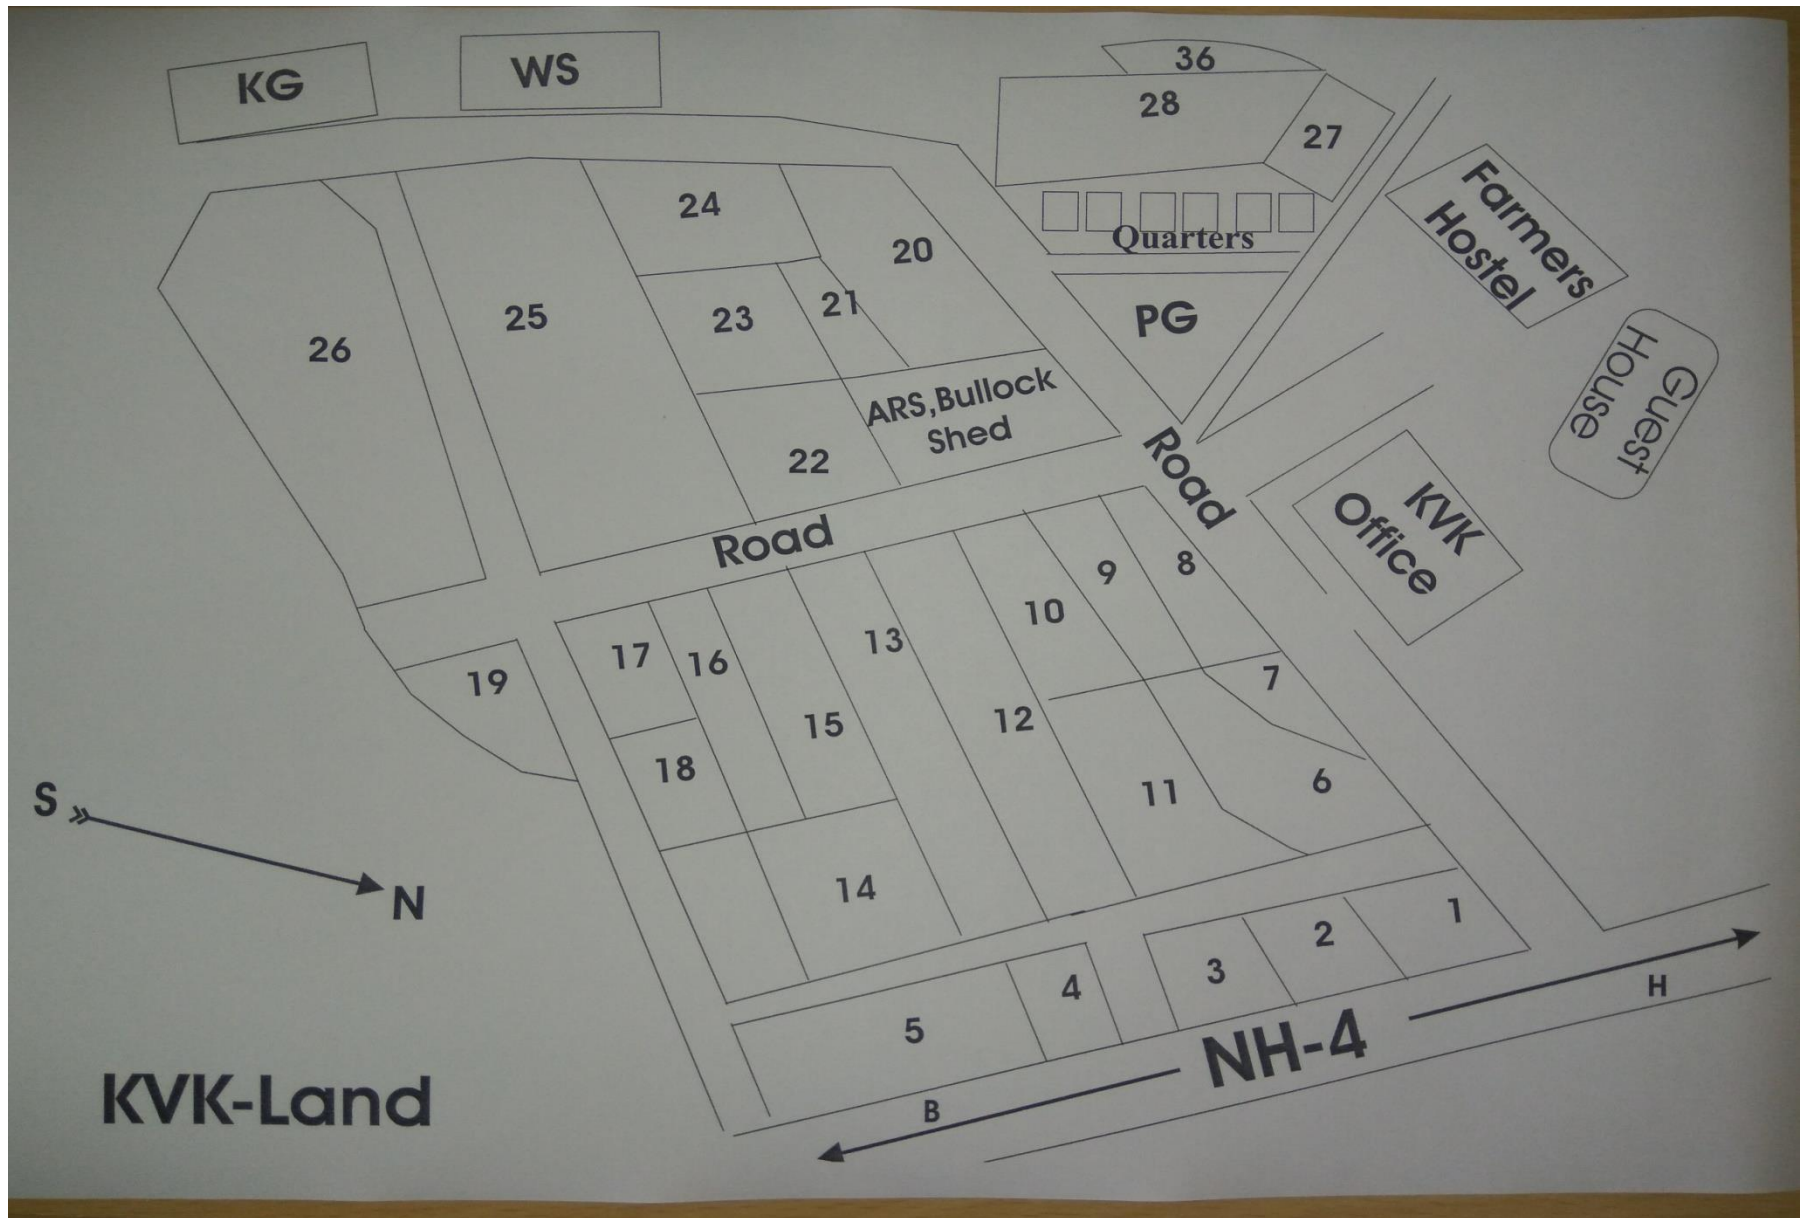 KG
WS
36
28
27
Farmers
Hostel
24
20
Quarters
25
23
21
PG
26
Guest
House
ARS,Bullock
Shed
22
Road
KVK
Office
Road
9
8
10
13
17
16
7
19
15
12
18
6
11
S
14
N
1
2
3
4
H
5
NH-4
KVK-Land
B